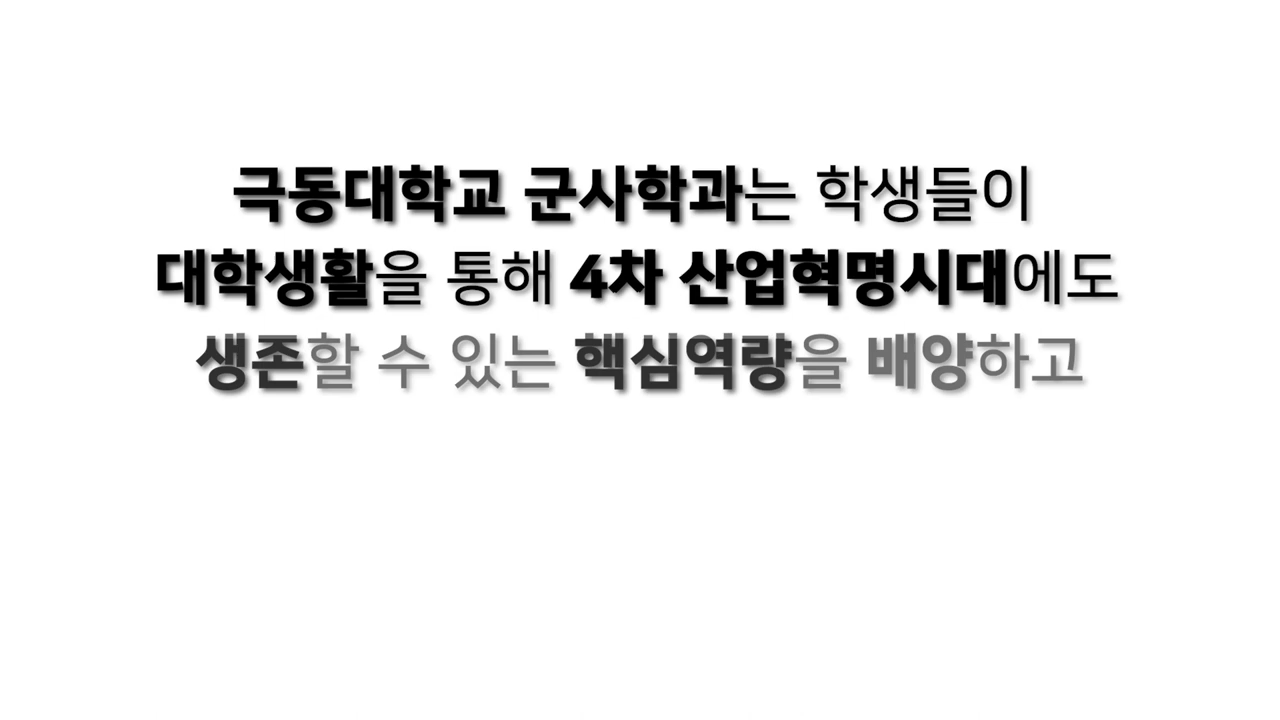 극동대학교 군사학과는 학생들이
대학생활을 통해 4차 산업혁명시대에도
생존할 수 있는 핵심역량을 배양하고